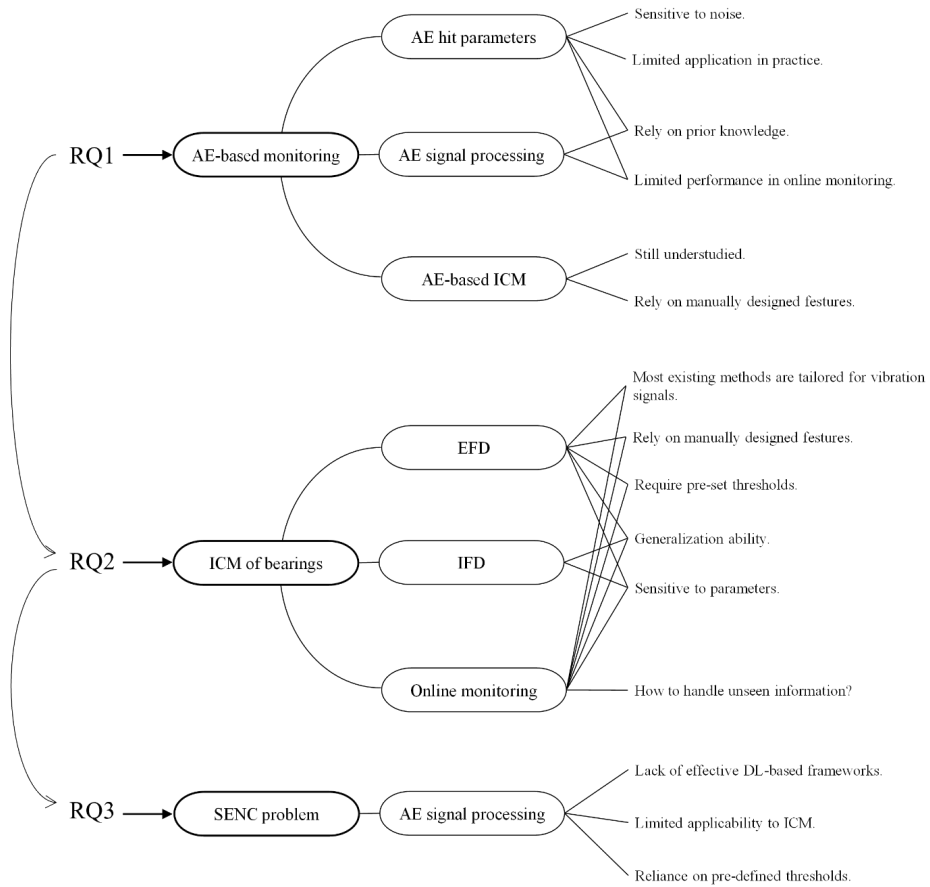 RQ1
AE-based monitoring
AE hit parameters
Sensitive to noise.
Limited application in practice.
AE signal processing
Rely on prior knowledge.
Limited performance in online monitoring.
AE-based ICM
Still understudied.
Rely on manually designed festures.
RQ2
ICM of bearings
EFD
Most existing methods are tailored for vibration
signals.
Rely on manually designed features.
Require pre-set thresholds.
IFD
Generalization ability.
Sensitive to parameters.
Online monitoring
How to handle unseen information?
RQ3
SENC problem
AE signal processing
Lack of effective DL-based frameworks.
Limited applicability to ICM.
Reliance on pre-defined thresholds.